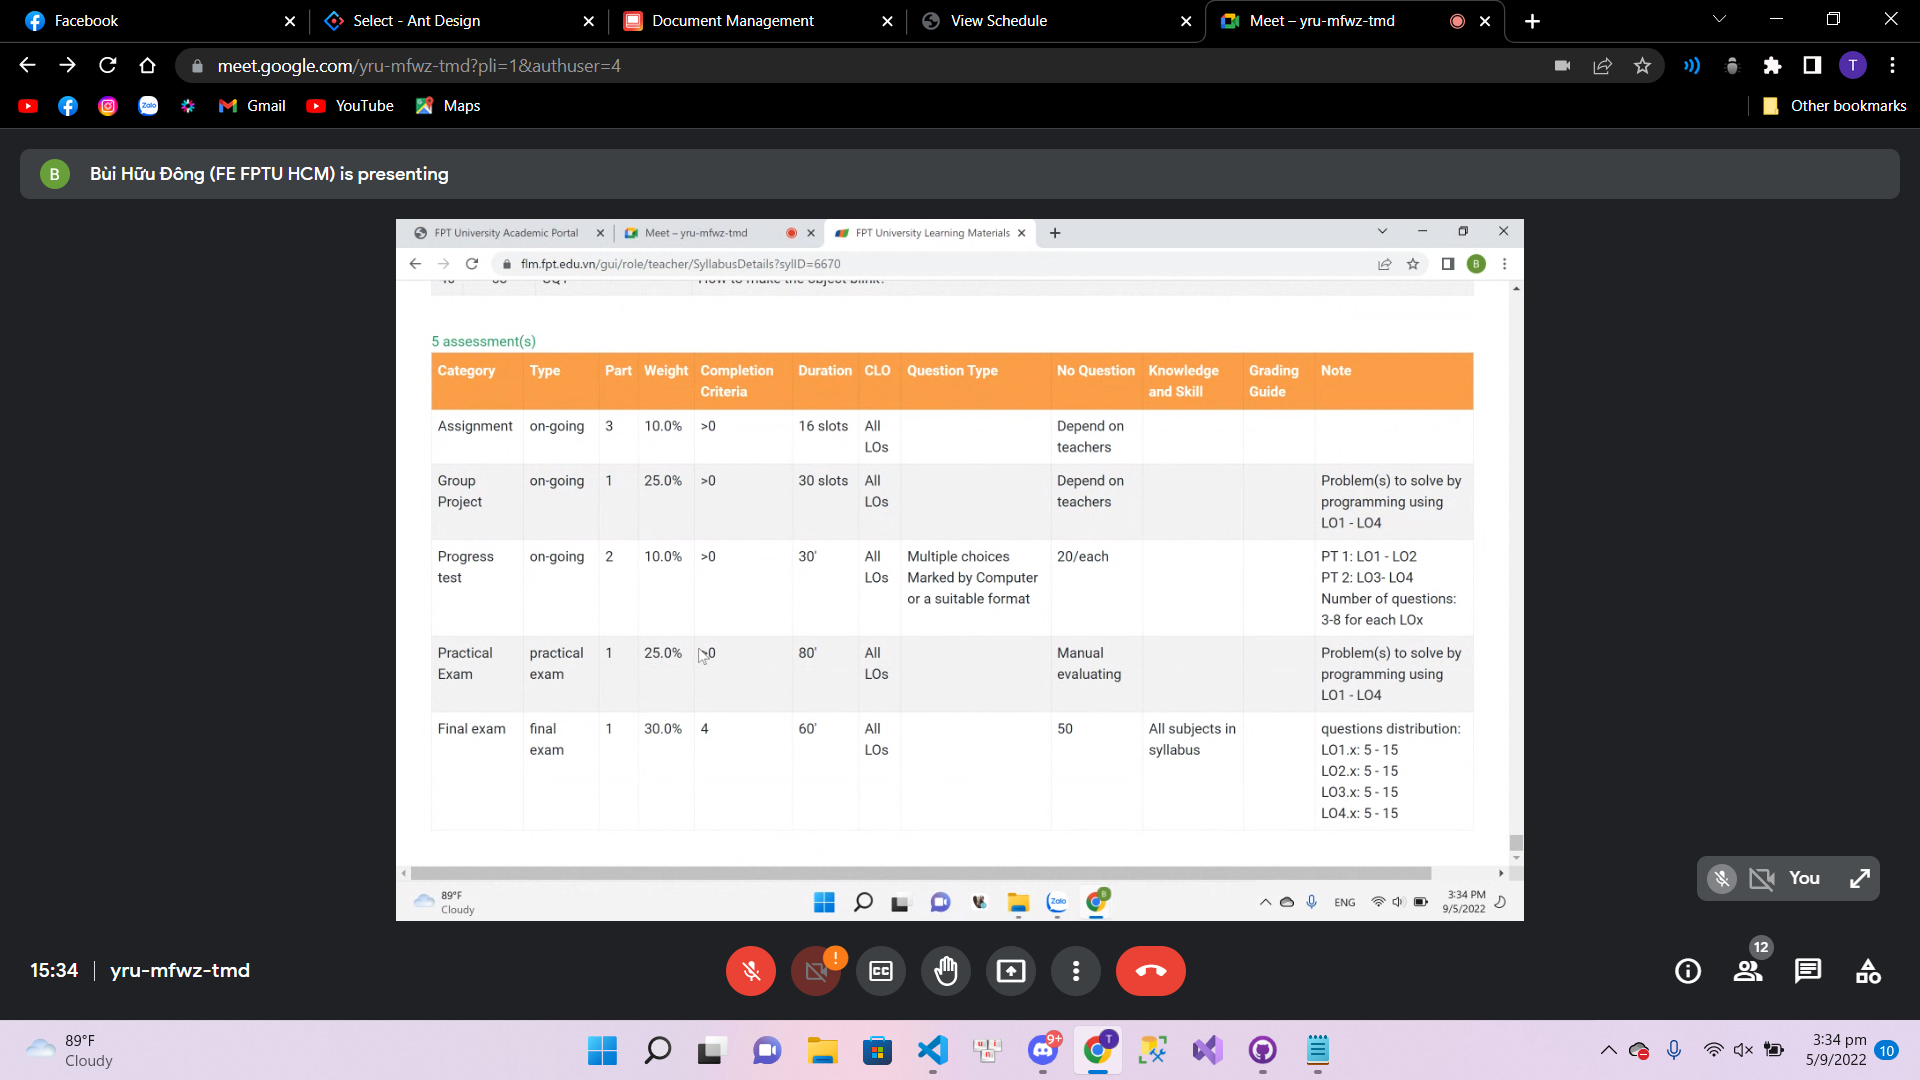 Facebook
Select - Ant Design
Document Management
View Schedule
Meet – yru-mfwz-tmd
meet.google.com/yru-mfwz-tmd?pli=1&authuser=4
T
Zalo
Gmail
YouTube
Maps
Other bookmarks
B
Bùi Hữu Đông (FE FPTU HCM) is presenting
FPT University Academic Portal
Meet – yru-mfwz-tmd
FPT University Learning Materials
flm.fpt.edu.vn/gui/role/teacher/SyllabusDetails?sylID=6670
B
How to make the object blink?
5 assessment(s)
Category Type Part Weight Completion Criteria Duration CLO Question Type No Question Knowledge and Skill Grading Guide Note
Assignment on-going 3 10.0% >0 16 slots All LOs Depend on teachers
Group Project on-going 1 25.0% >0 30 slots All LOs Depend on teachers Problem(s) to solve by programming using LO1 - LO4
Progress test on-going 2 10.0% >0 30' All LOs Multiple choices Marked by Computer or a suitable format 20/each PT 1: LO1 - LO2
PT 2: LO3- LO4
Number of questions:
3-8 for each LOx
Practical Exam practical exam 1 25.0% >0 80' All LOs Manual evaluating Problem(s) to solve by programming using LO1 - LO4
Final exam final exam 1 30.0% 4 60' All LOs 50 All subjects in syllabus questions distribution:
LO1.x: 5 - 15
LO2.x: 5 - 15
LO3.x: 5 - 15
LO4.x: 5 - 15
89°F
Cloudy
Zalo
B
ENG
3:34 PM
9/5/2022
You
15:34 | yru-mfwz-tmd
!
CC
12
89°F
Cloudy
9+
T
3:34 pm
5/9/2022
10